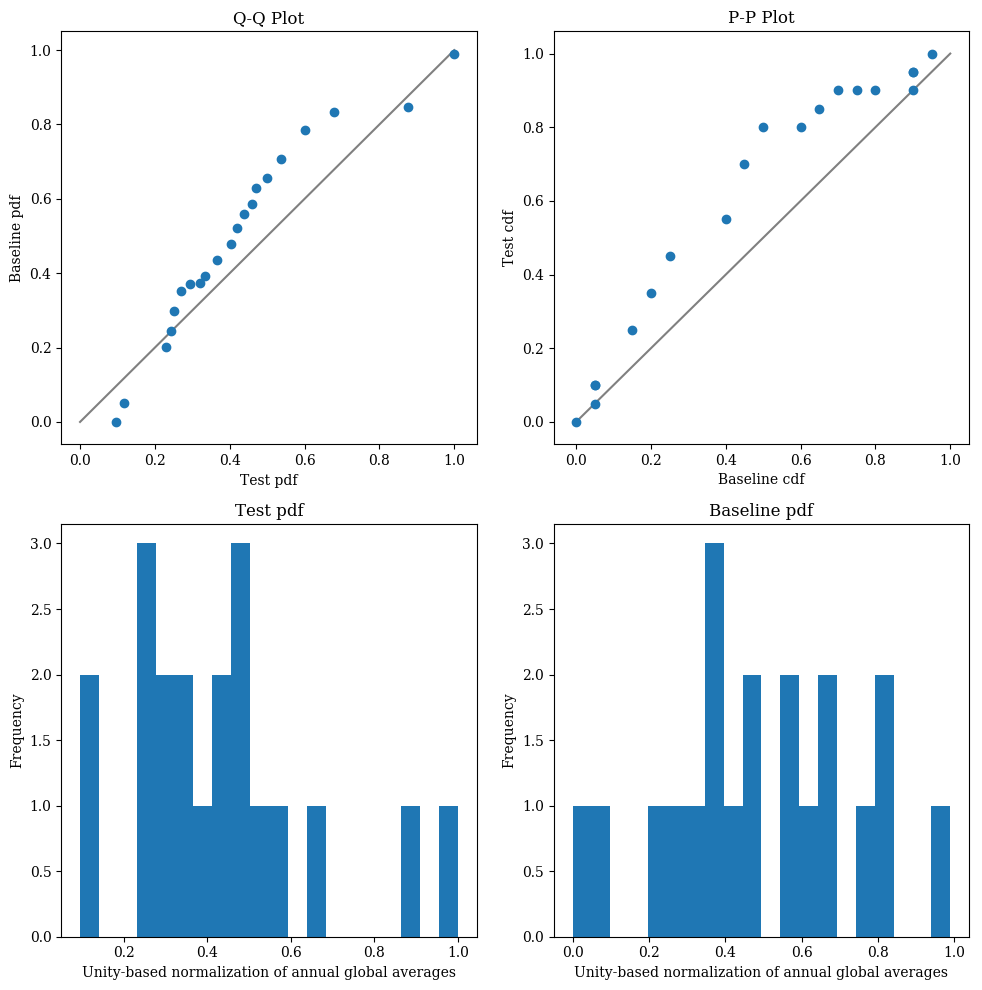 Q-Q Plot
1.0
0.8
0.6
0.4
0.2
0.0
Baseline pdf
0.0 0.2 0.4 0.6 0.8 1.0
Test pdf
P-P Plot
1.0
0.8
0.6
0.4
0.2
0.0
Test cdf
0.0 0.2 0.4 0.6 0.8 1.0
Baseline cdf
Test pdf
3.0
2.5
2.0
1.5
1.0
0.5
0.0
Frequency
0.2 0.4 0.6 0.8 1.0
Unity-based normalization of annual global averages
Baseline pdf
3.0
2.5
2.0
1.5
1.0
0.5
0.0
Frequency
0.0 0.2 0.4 0.6 0.8 1.0
Unity-based normalization of annual global averages